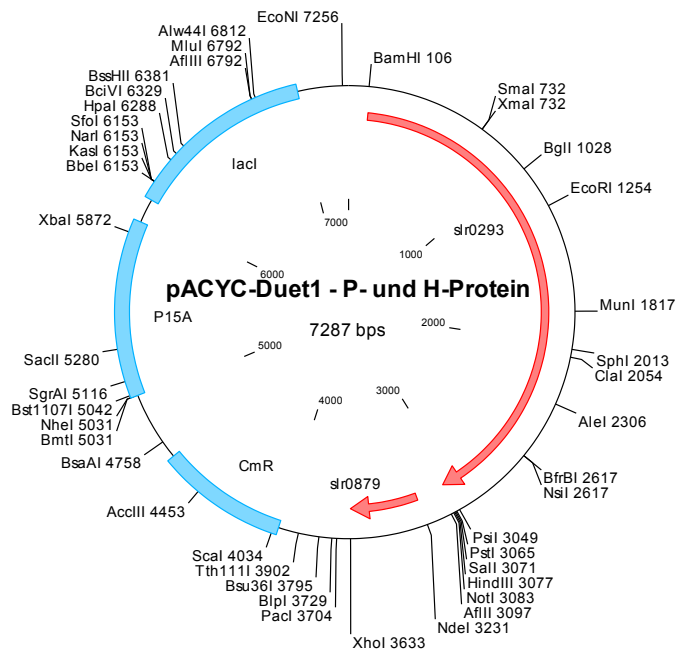 EcoNI 7256
BamHI 106
SmaI 732
XmaI 732
BglI 1028
EcoRI 1254
MunI 1817
SphI 2013
ClaI 2054
AleI 2306
BfrBI 2617
NsiI 2617
PsiI 3049
PstI 3065
SalI 3071
HindIII 3077
NotI 3083
AflII 3097
NdeI 3231
XhoI 3633
PacI 3704
BlpI 3729
Bsu36I 3795
Tth111I 3902
ScaI 4034
AccIII 4453
BsaAI 4758
BmtI 5031
NheI 5031
Bst1107I 5042
SgrAI 5116
SacII 5280
XbaI 5872
BbeI 6153
KasI 6153
NarI 6153
SfoI 6153
HpaI 6288
BciVI 6329
BssHII 6381
AflIII 6792
MluI 6792
Alw44I 6812
lacI
slr0293
P15A
CmR
slr0879
1000
2000
3000
4000
5000
6000
7000
pACYC-Duet1 - P- und H-Protein
7287 bps